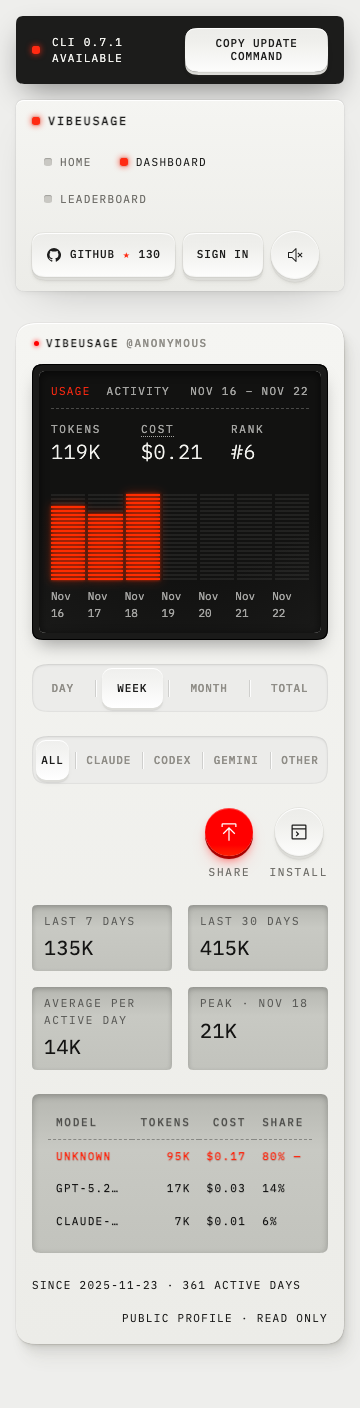 CLI 0.7.1
AVAILABLE
COPY UPDATE
COMMAND
VIBEUSAGE
HOME
DASHBOARD
LEADERBOARD
GITHUB ★ 130
SIGN IN
VIBEUSAGE @ANONYMOUS
USAGE ACTIVITY NOV 16 — NOV 22
TOKENS COST RANK
119K $0.21 #6
Nov 16 Nov 17 Nov 18 Nov 19 Nov 20 Nov 21 Nov 22
DAY WEEK MONTH TOTAL
ALL CLAUDE CODEX GEMINI OTHER
SHARE INSTALL
LAST 7 DAYS
135K
LAST 30 DAYS
415K
AVERAGE PER
ACTIVE DAY
14K
PEAK · NOV 18
21K
MODEL TOKENS COST SHARE
UNKNOWN 95K $0.17 80% —
GPT-5.2… 17K $0.03 14%
CLAUDE-… 7K $0.01 6%
SINCE 2025-11-23 · 361 ACTIVE DAYS
PUBLIC PROFILE · READ ONLY